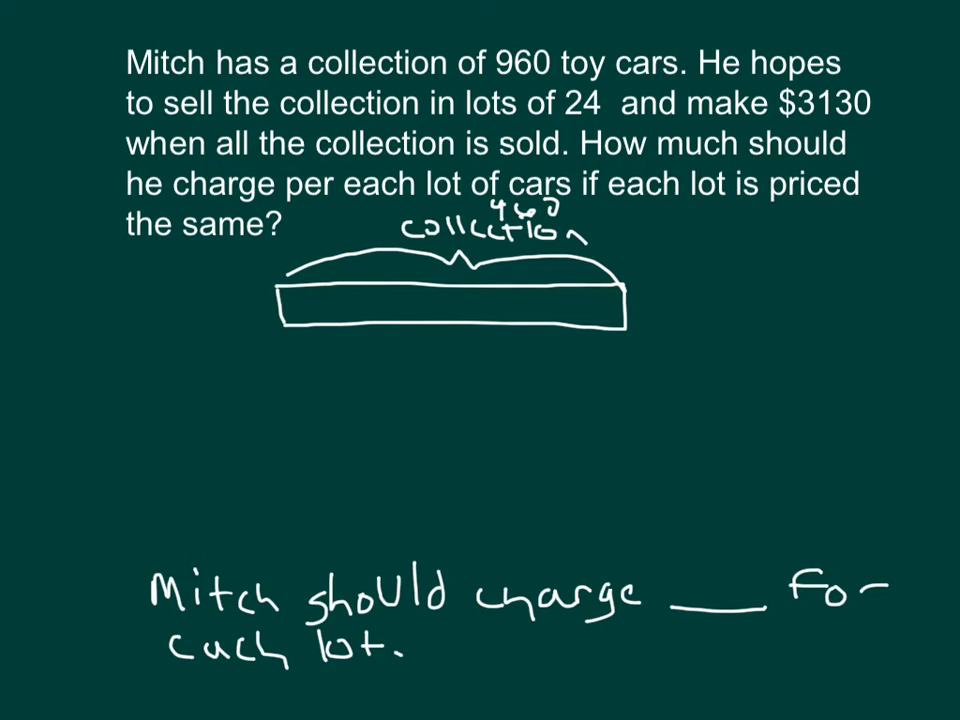 Mitch has a collection of 960 toy cars. He hopes
to sell the collection in lots of 24 and make $3130
when all the collection is sold. How much should
he charge per each lot of cars if each lot is priced
the same?
960
collection
Mitch should charge ___ for
each lot.